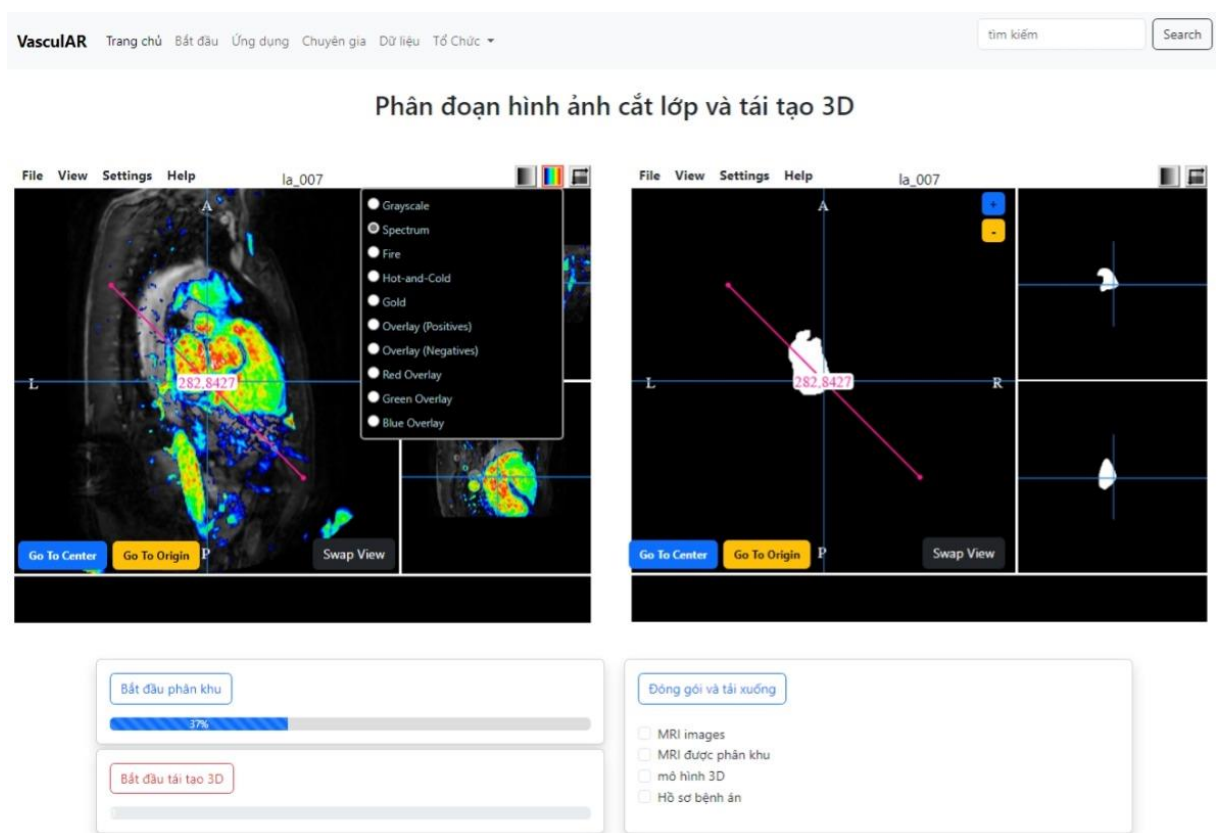 VasculAR Trang chủ Bắt đầu Ứng dụng Chuyên gia Dữ liệu Tổ Chức tìm kiếm Search
Phân đoạn hình ảnh cắt lớp và tái tạo 3D
File View Settings Help la_007
A
Grayscale
Spectrum
Fire
Hot-and-Cold
Gold
Overlay (Positives)
Overlay (Negatives)
Red Overlay
Green Overlay
Blue Overlay
L 282.8427
Go To Center Go To Origin P Swap View
File View Settings Help la_007
A +
-
L 282.8427 R
Go To Center Go To Origin P Swap View
Bắt đầu phân khu
37%
Bắt đầu tái tạo 3D
Đóng gói và tải xuống
MRI images
MRI được phân khu
mô hình 3D
Hồ sơ bệnh án